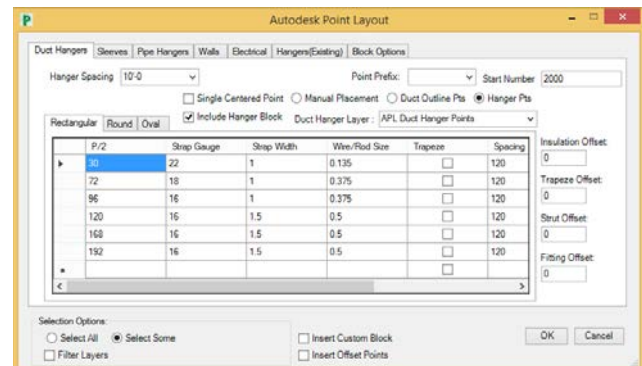 P Autodesk Point Layout
Duct Hangers Sleeves Pipe Hangers Walls Electrical Hangers(Existing) Block Options
Hanger Spacing 10'-0 Point Prefix: Start Number 2000
Single Centered Point Manual Placement Duct Outline Pts Hanger Pts
Rectangular Round Oval Include Hanger Block Duct Hanger Layer : APL Duct Hanger Points
P/2 Strap Gauge Strap Width Wire/Rod Size Trapeze Spacing
30 22 1 0.135 120
72 18 1 0.375 120
96 16 1 0.375 120
120 16 1.5 0.5 120
168 16 1.5 0.5 120
192 16 1.5 0.5 120
Insulation Offset:
0
Trapeze Offset:
0
Strut Offset:
0
Fitting Offset:
0
Selection Options:
Select All Select Some Insert Custom Block OK Cancel
Filter Layers Insert Offset Points